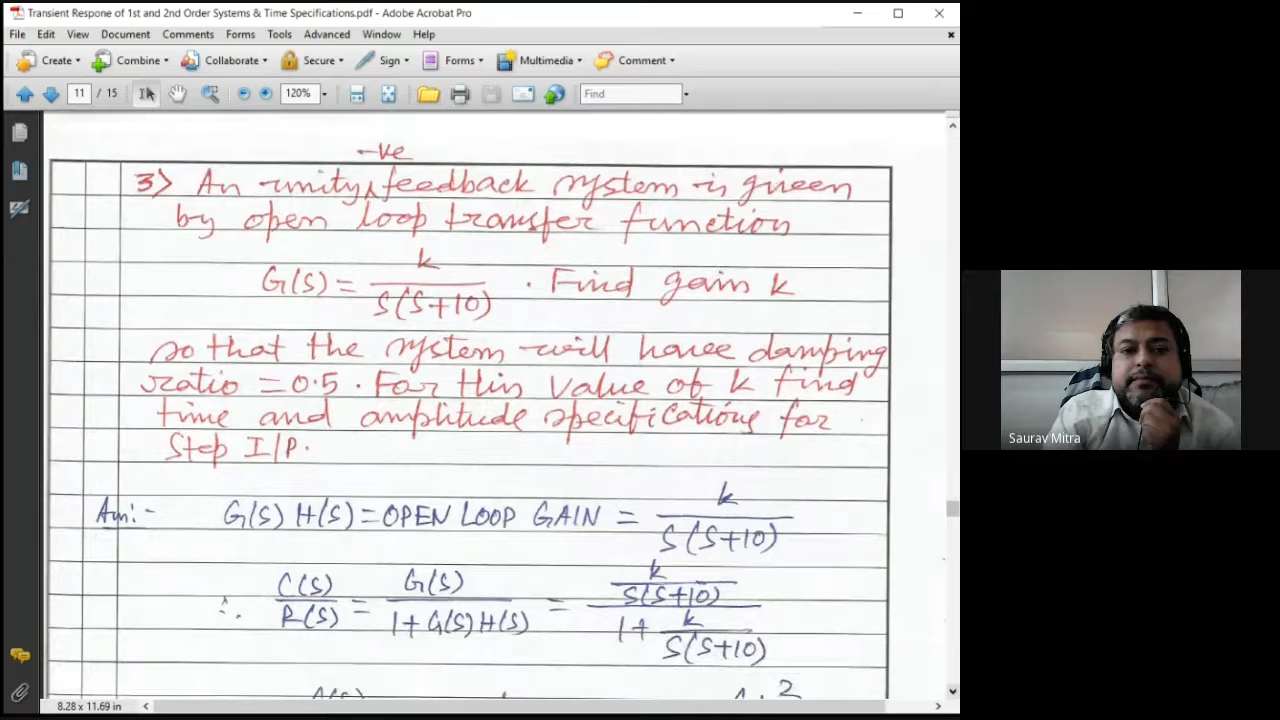 Transient Respone of 1st and 2nd Order Systems & Time Specifications.pdf - Adobe Acrobat Pro
File Edit View Document Comments Forms Tools Advanced Window Help
Create Combine Collaborate Secure Sign Forms Multimedia Comment
11 / 15 120% Find
-ve
3> An unity feedback system is given
by open loop transfer function
G(s) = k / s(s+10) . Find gain k
so that the system will have damping
ratio = 0.5 . For this value of k find
time and amplitude specifications for
Step I/P.
Ans:- G(s) H(s) = OPEN LOOP GAIN = k / s(s+10)
∴ C(s) / R(s) = G(s) / 1+G(s)H(s) = k / s(s+10) / 1+ k / s(s+10)
8.28 x 11.69 in
Saurav Mitra